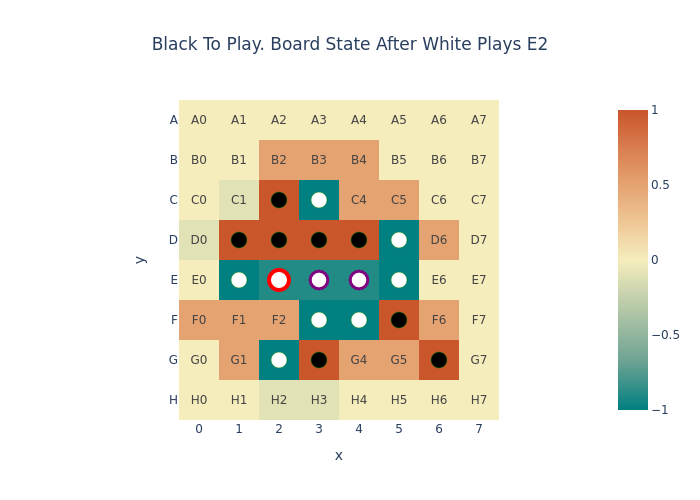 Black To Play. Board State After White Plays E2
A A0 A1 A2 A3 A4 A5 A6 A7
B B0 B1 B2 B3 B4 B5 B6 B7
C C0 C1 C4 C5 C6 C7
D D0 D6 D7
E E0 E6 E7
F F0 F1 F2 F6 F7
G G0 G1 G4 G5 G7
H H0 H1 H2 H3 H4 H5 H6 H7
0 1 2 3 4 5 6 7
x
y
1
0.5
0
−0.5
−1